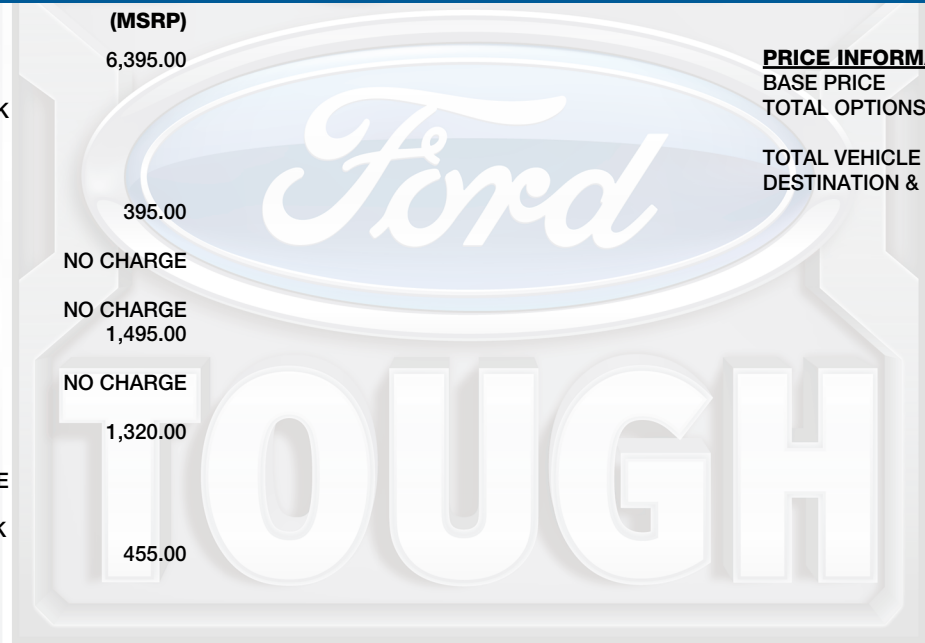 (MSRP)
6,395.00
K
395.00
NO CHARGE
NO CHARGE
1,495.00
NO CHARGE
1,320.00
E
K
455.00
PRICE INFORMA
BASE PRICE
TOTAL OPTIONS
TOTAL VEHICLE
DESTINATION &
Ford
TOUGH